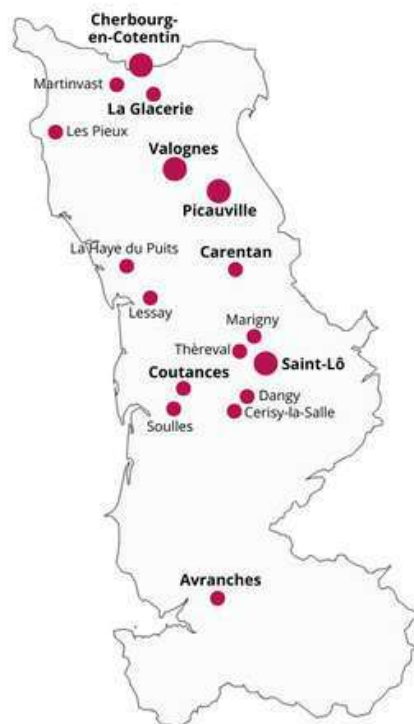 Cherbourg-
en-Cotentin
Martinvast
La Glacerie
Les Pieux
Valognes
Picauville
La Haye du Puits
Carentan
Lessay
Marigny
Thèreval
Saint-Lô
Coutances
Dangy
Cerisy-la-Salle
Soulles
Avranches